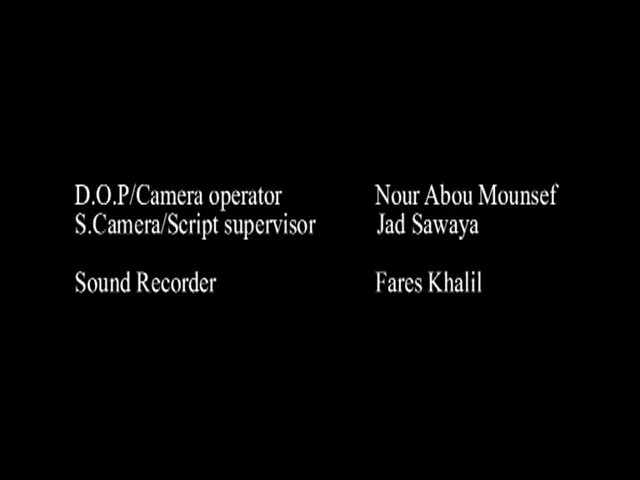 D.O.P/Camera operator Nour Abou Mounsef
S.Camera/Script supervisor Jad Sawaya
Sound Recorder Fares Khalil